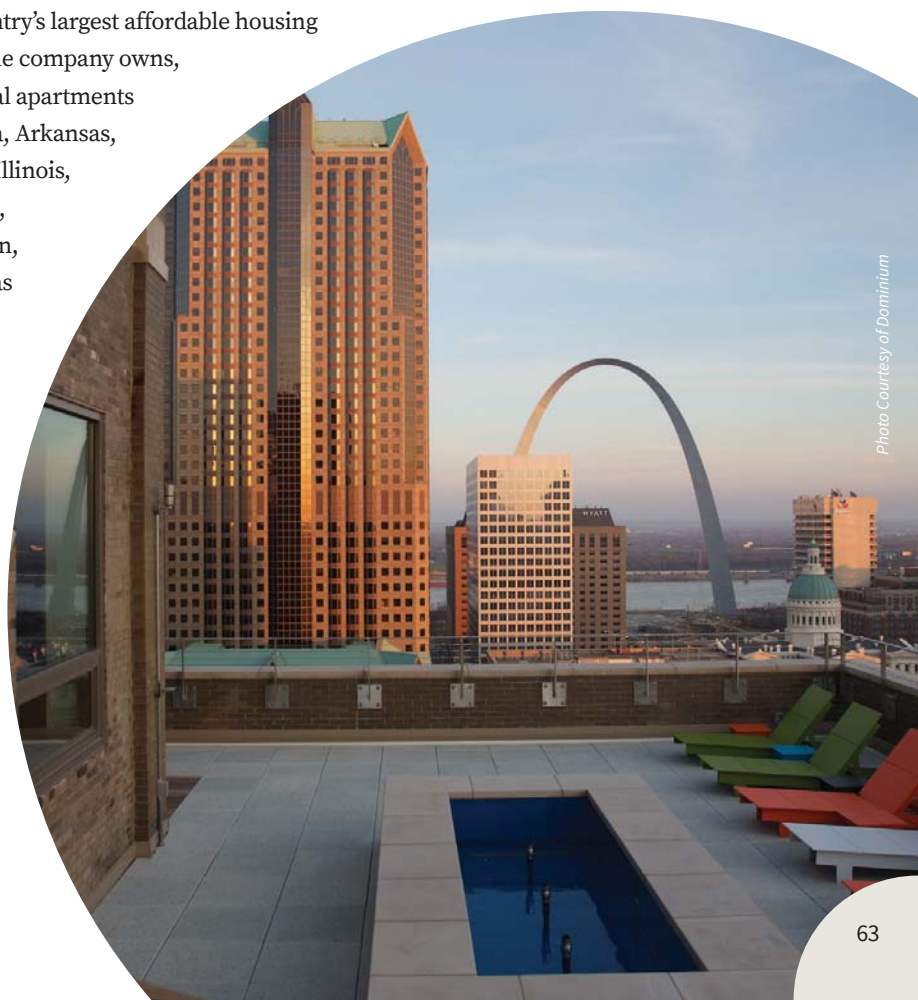 ntry’s largest affordable housing
e company owns,
al apartments
, Arkansas,
llinois,
,
n,
as
Photo Courtesy of Dominium
HYATT
63